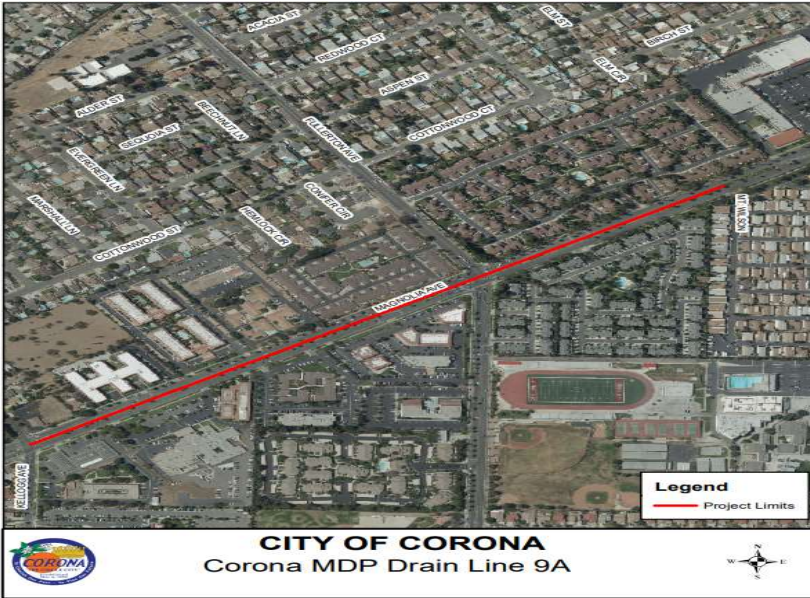 ACACIA ST
ELM ST
BIRCH ST
REDWOOD CT
ELM CIR
ASPEN ST
ALDER ST
BEECHNUT LN
FULLERTON AVE
COTTONWOOD CT
SEQUOIA ST
EVERGREEN LN
CONIFER CIR
MARSHALL LN
HEMLOCK CIR
MT. WILSON
COTTONWOOD ST
MAGNOLIA AVE
KELLOGG AVE
Legend
Project Limits
CITY OF CORONA
Corona MDP Drain Line 9A
CORONA
N
W E
S